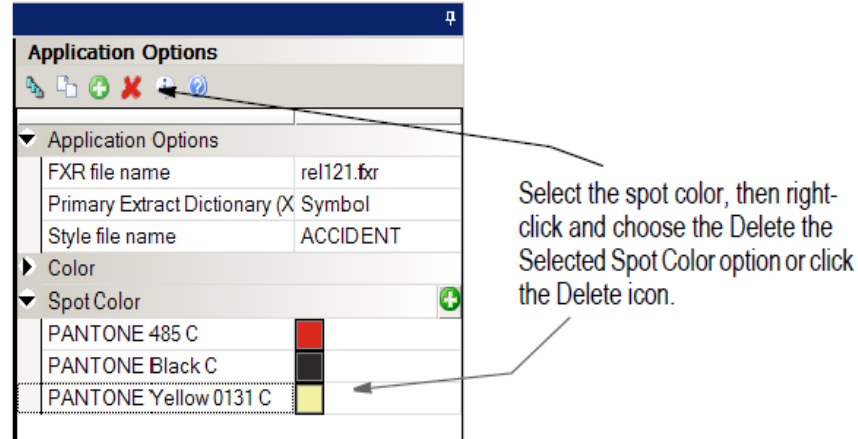 Application Options
Application Options
FXR file name rel121.fxr
Primary Extract Dictionary (X Symbol
Style file name ACCIDENT
Color
Spot Color
PANTONE 485 C
PANTONE Black C
PANTONE Yellow 0131 C
Select the spot color, then right-
click and choose the Delete the
Selected Spot Color option or click
the Delete icon.